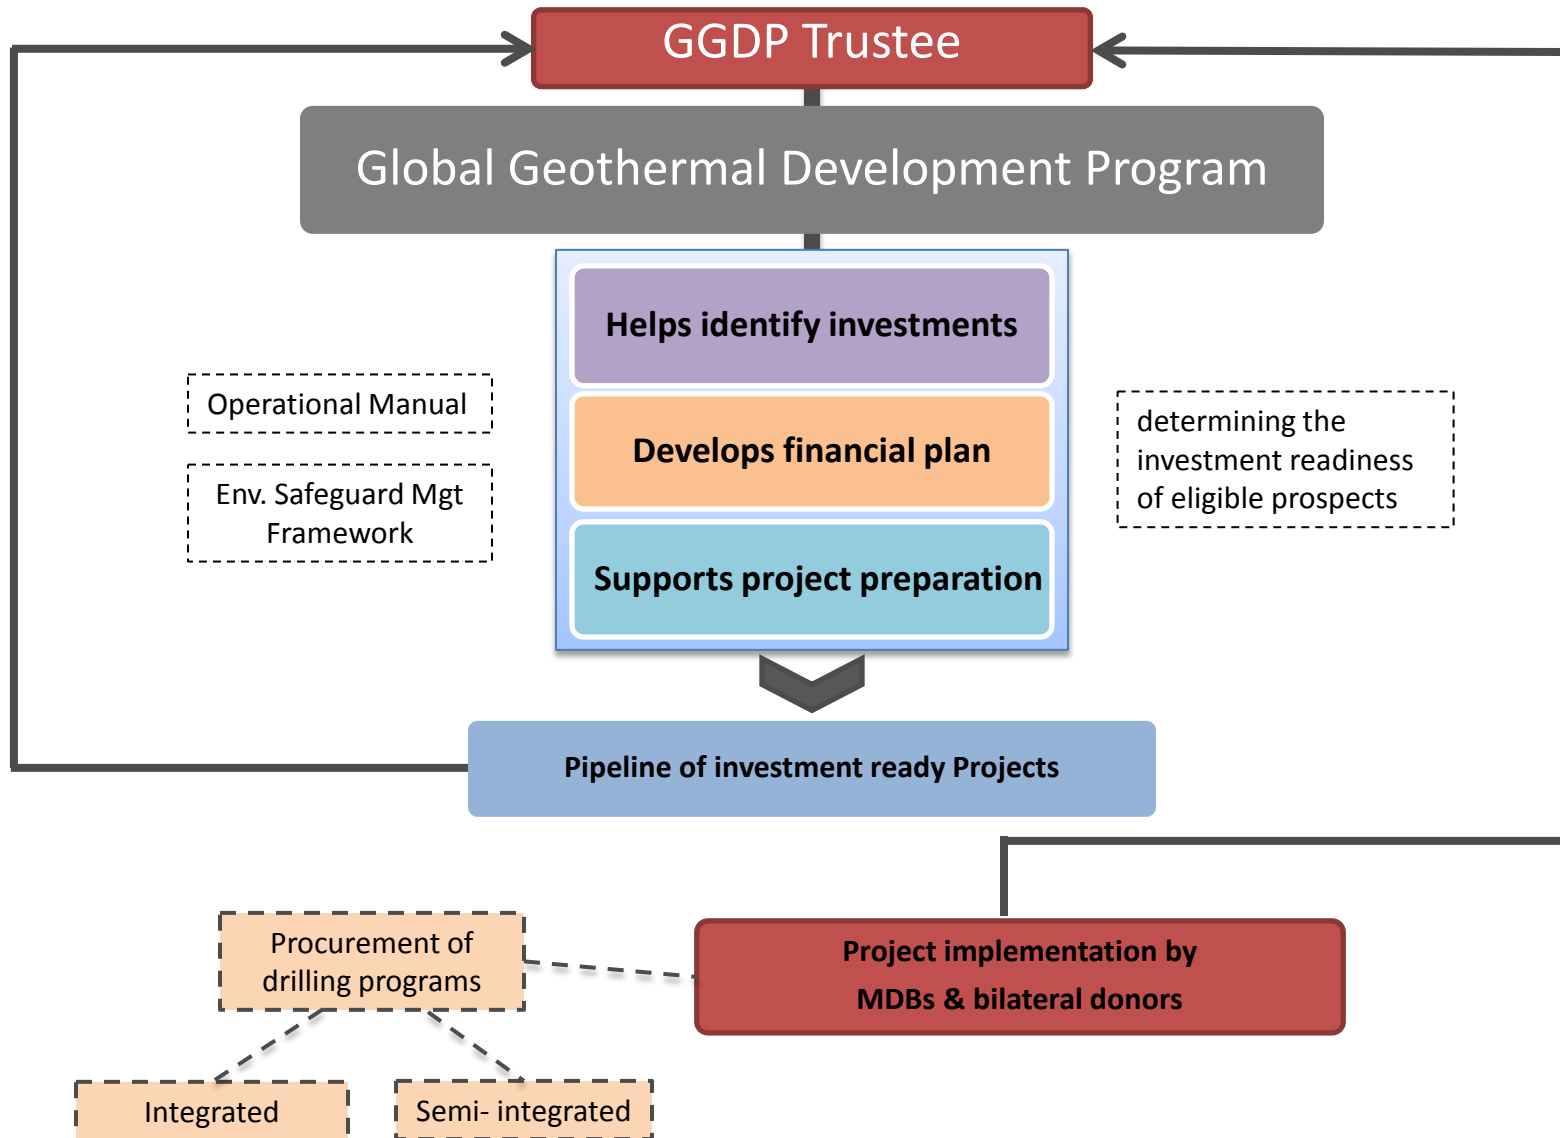 GGDP Trustee
Global Geothermal Development Program
Helps identify investments
Operational Manual
Develops financial plan
determining the
investment readiness
of eligible prospects
Env. Safeguard Mgt
Framework
Supports project preparation
Pipeline of investment ready Projects
Procurement of
drilling programs
Project implementation by
MDBs & bilateral donors
Integrated
Semi- integrated